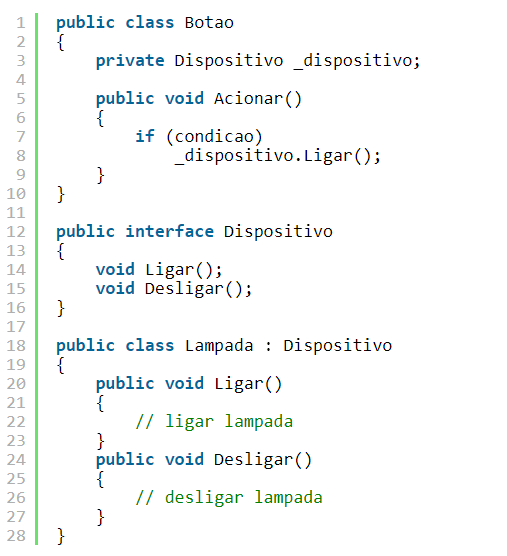 1 public class Botao
2 {
3 private Dispositivo _dispositivo;
4
5 public void Acionar()
6 {
7 if (condicao)
8 _dispositivo.Ligar();
9 }
10 }
11
12 public interface Dispositivo
13 {
14 void Ligar();
15 void Desligar();
16 }
17
18 public class Lampada : Dispositivo
19 {
20 public void Ligar()
21 {
22 // ligar lampada
23 }
24 public void Desligar()
25 {
26 // desligar lampada
27 }
28 }